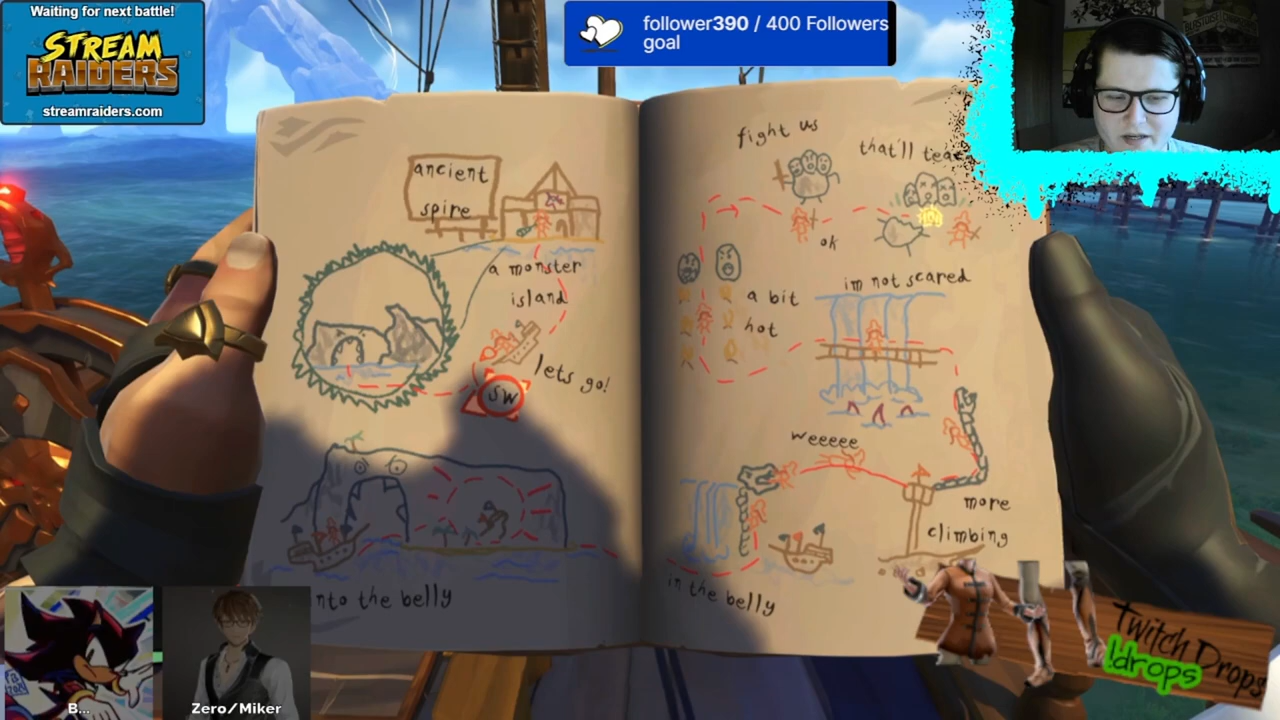 Waiting for next battle!
STREAM
RAIDERS
streamraiders.com
follower390 / 400 Followers
goal
ancient
spire
a monster
island
lets go!
SW
nto the belly
fight us
that'll
ok
a bit
hot
im not scared
weeeee
more
climbing
in the belly
B...
Zero/Miker
Twitch Drops
!drops